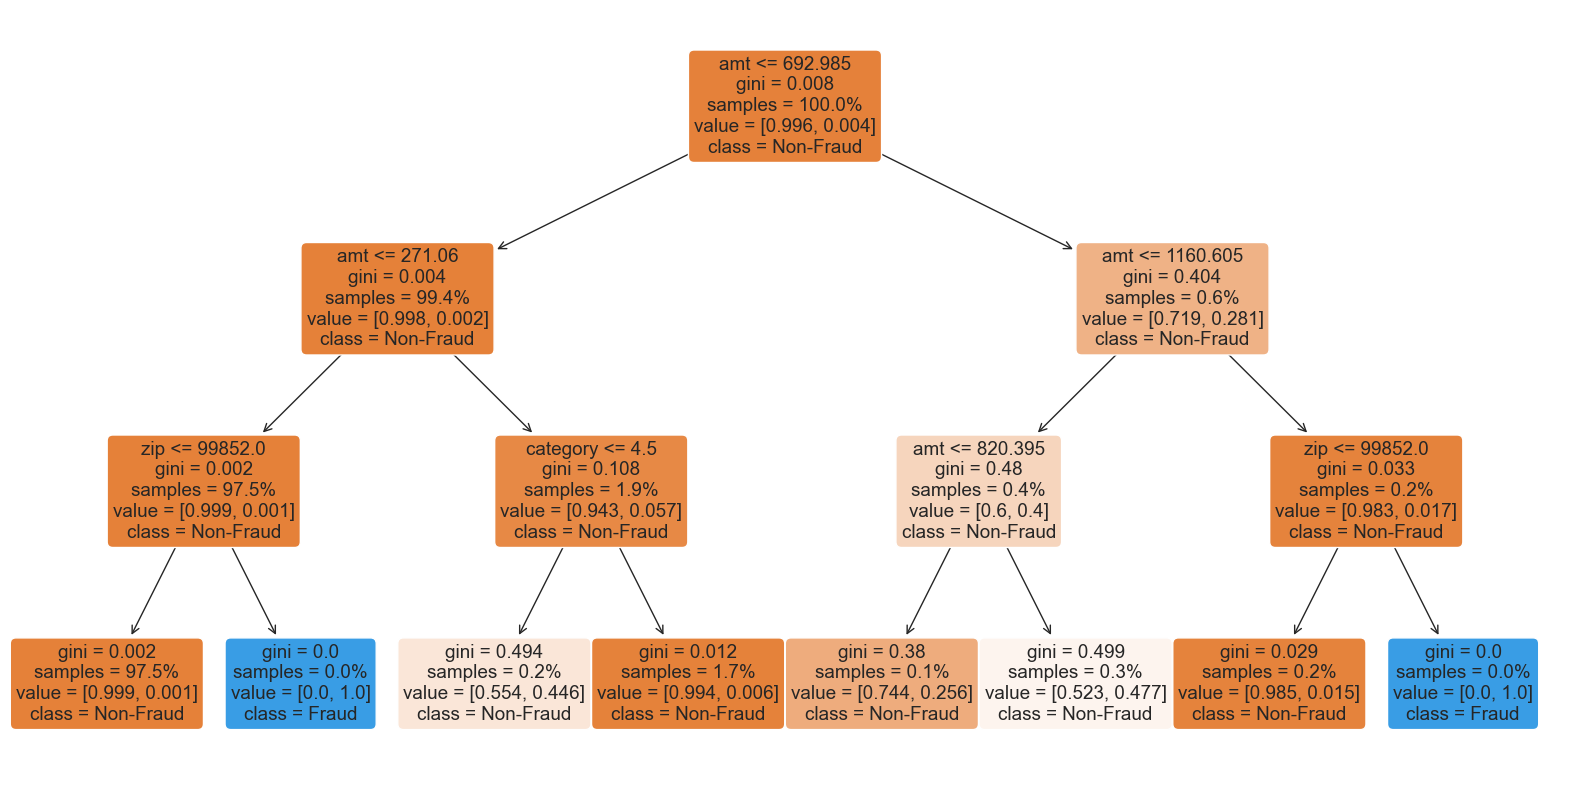 amt <= 692.985
gini = 0.008
samples = 100.0%
value = [0.996, 0.004]
class = Non-Fraud
amt <= 271.06
gini = 0.004
samples = 99.4%
value = [0.998, 0.002]
class = Non-Fraud
amt <= 1160.605
gini = 0.404
samples = 0.6%
value = [0.719, 0.281]
class = Non-Fraud
zip <= 99852.0
gini = 0.002
samples = 97.5%
value = [0.999, 0.001]
class = Non-Fraud
category <= 4.5
gini = 0.108
samples = 1.9%
value = [0.943, 0.057]
class = Non-Fraud
amt <= 820.395
gini = 0.48
samples = 0.4%
value = [0.6, 0.4]
class = Non-Fraud
zip <= 99852.0
gini = 0.033
samples = 0.2%
value = [0.983, 0.017]
class = Non-Fraud
gini = 0.002
samples = 97.5%
value = [0.999, 0.001]
class = Non-Fraud
gini = 0.0
samples = 0.0%
value = [0.0, 1.0]
class = Fraud
gini = 0.494
samples = 0.2%
value = [0.554, 0.446]
class = Non-Fraud
gini = 0.012
samples = 1.7%
value = [0.994, 0.006]
class = Non-Fraud
gini = 0.38
samples = 0.1%
value = [0.744, 0.256]
class = Non-Fraud
gini = 0.499
samples = 0.3%
value = [0.523, 0.477]
class = Non-Fraud
gini = 0.029
samples = 0.2%
value = [0.985, 0.015]
class = Non-Fraud
gini = 0.0
samples = 0.0%
value = [0.0, 1.0]
class = Fraud